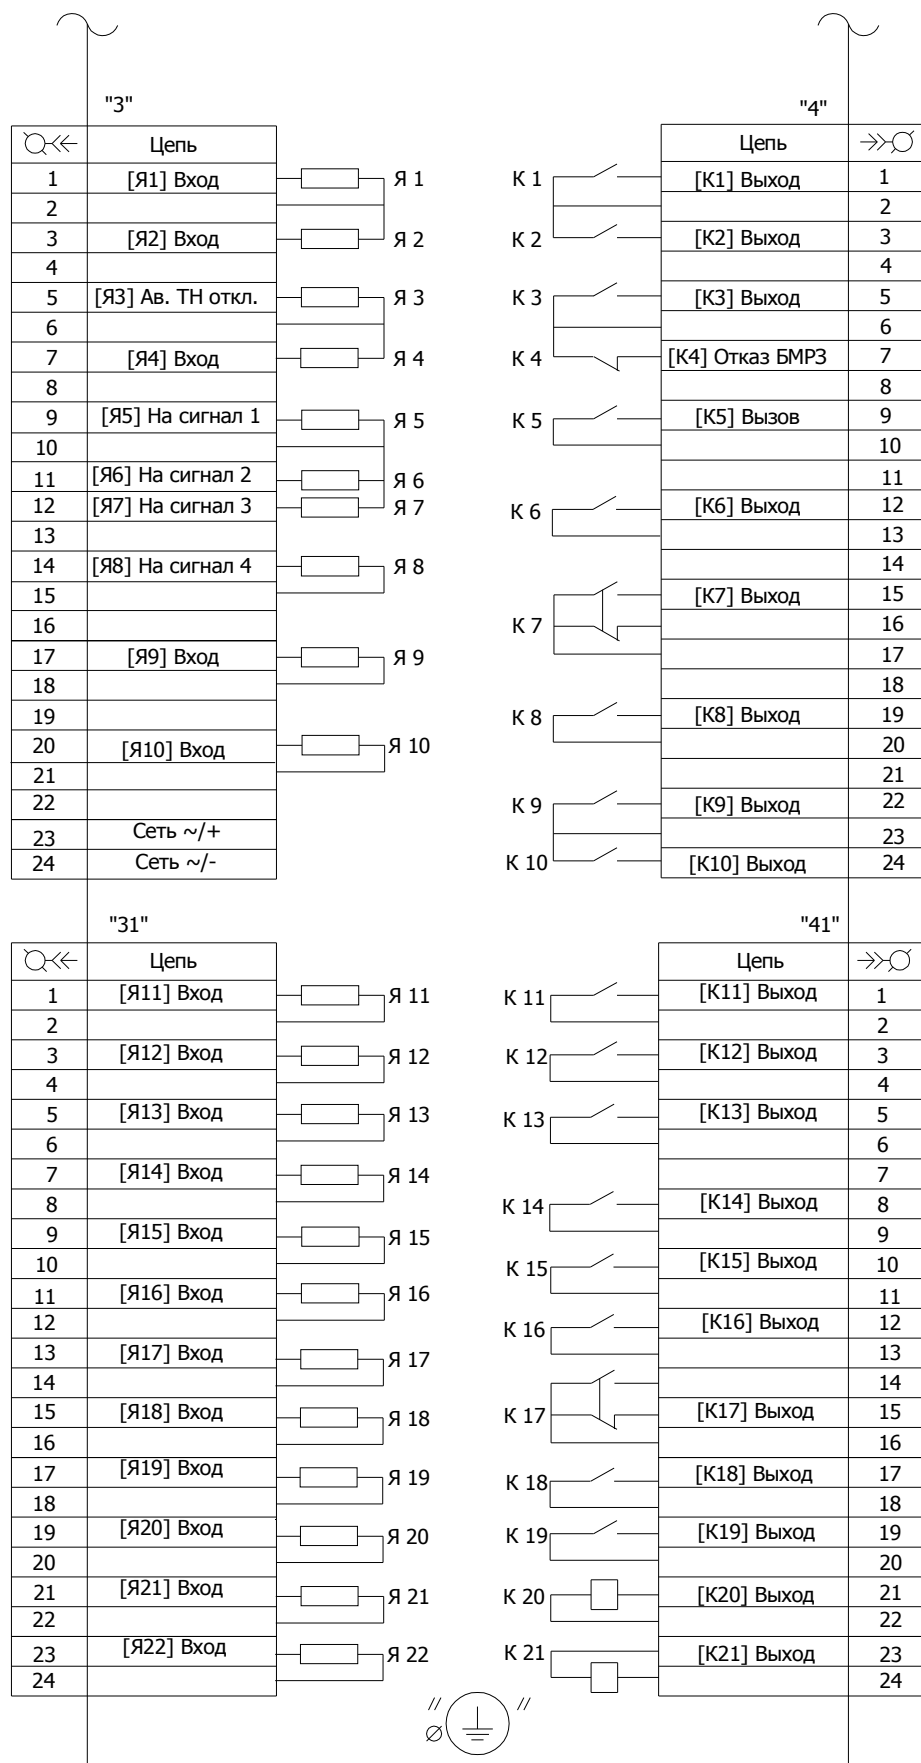 "3"
Цепь
1 [Я1] Вход Я 1
2
3 [Я2] Вход Я 2
4
5 [Я3] Ав. ТН откл. Я 3
6
7 [Я4] Вход Я 4
8
9 [Я5] На сигнал 1 Я 5
10
11 [Я6] На сигнал 2 Я 6
12 [Я7] На сигнал 3 Я 7
13
14 [Я8] На сигнал 4 Я 8
15
16
17 [Я9] Вход Я 9
18
19
20 [Я10] Вход Я 10
21
22
23 Сеть ~/+
24 Сеть ~/-
"4"
Цепь
К 1 [К1] Выход 1
2
К 2 [К2] Выход 3
4
К 3 [К3] Выход 5
6
К 4 [К4] Отказ БМРЗ 7
8
К 5 [К5] Вызов 9
10
11
К 6 [К6] Выход 12
13
14
[К7] Выход 15
К 7 16
17
18
К 8 [К8] Выход 19
20
21
К 9 [К9] Выход 22
23
К 10 [К10] Выход 24
"31"
Цепь
1 [Я11] Вход Я 11
2
3 [Я12] Вход Я 12
4
5 [Я13] Вход Я 13
6
7 [Я14] Вход Я 14
8
9 [Я15] Вход Я 15
10
11 [Я16] Вход Я 16
12
13 [Я17] Вход Я 17
14
15 [Я18] Вход Я 18
16
17 [Я19] Вход Я 19
18
19 [Я20] Вход Я 20
20
21 [Я21] Вход Я 21
22
23 [Я22] Вход Я 22
24
"41"
Цепь
К 11 [К11] Выход 1
2
К 12 [К12] Выход 3
4
К 13 [К13] Выход 5
6
7
К 14 [К14] Выход 8
9
К 15 [К15] Выход 10
11
К 16 [К16] Выход 12
13
14
К 17 [К17] Выход 15
16
К 18 [К18] Выход 17
18
К 19 [К19] Выход 19
20
К 20 [К20] Выход 21
22
К 21 [К21] Выход 23
24